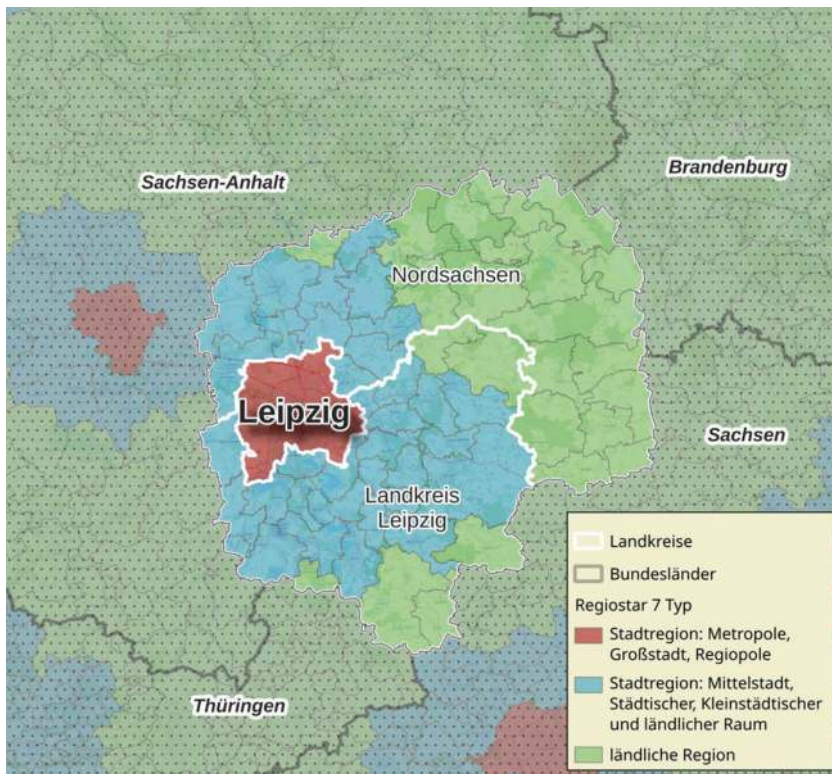 Sachsen-Anhalt
Brandenburg
Nordsachsen
Leipzig
Sachsen
Landkreis
Leipzig
Thüringen
Landkreise
Bundesländer
Regiostar 7 Typ
Stadtregion: Metropole,
Großstadt, Regiopole
Stadtregion: Mittelstadt,
Städtischer, Kleinstädtischer
und ländlicher Raum
ländliche Region